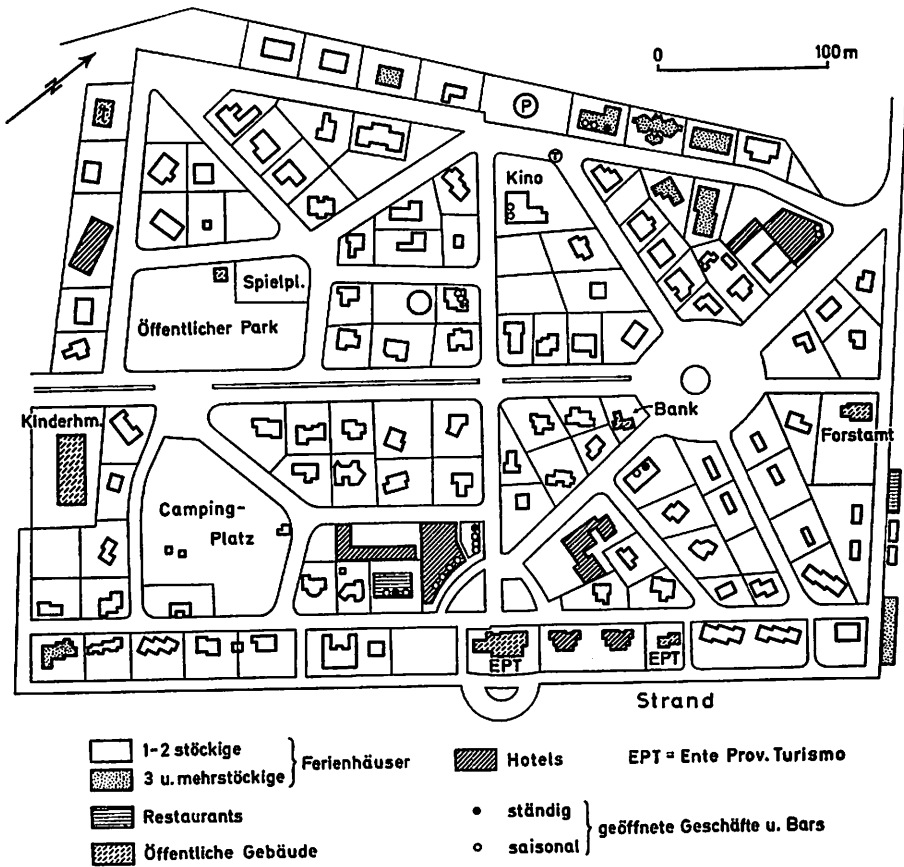 N
0 100m
P
T
Kino
Spielpl.
Öffentlicher Park
Bank
Kinderhm.
Forstamt
Camping-
Platz
EPT
EPT
Strand
1-2 stöckige
3 u. mehrstöckige
Ferienhäuser
Restaurants
Öffentliche Gebäude
Hotels
ständig
saisonal
geöffnete Geschäfte u. Bars
EPT = Ente Prov. Turismo